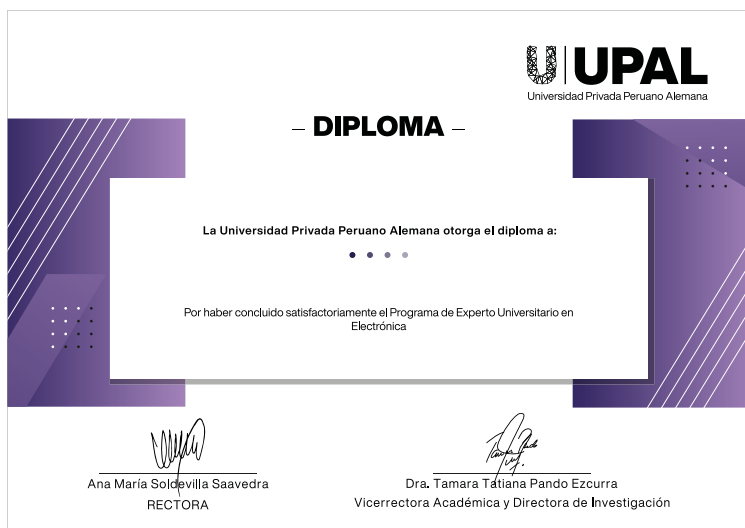 UPAL
Universidad Privada Peruano Alemana
– DIPLOMA –
La Universidad Privada Peruano Alemana otorga el diploma a:
Por haber concluido satisfactoriamente el Programa de Experto Universitario en
Electrónica
Ana María Soldevilla Saavedra
RECTORA
Dra. Tamara Tatiana Pando Ezcurra
Vicerrectora Académica y Directora de Investigación